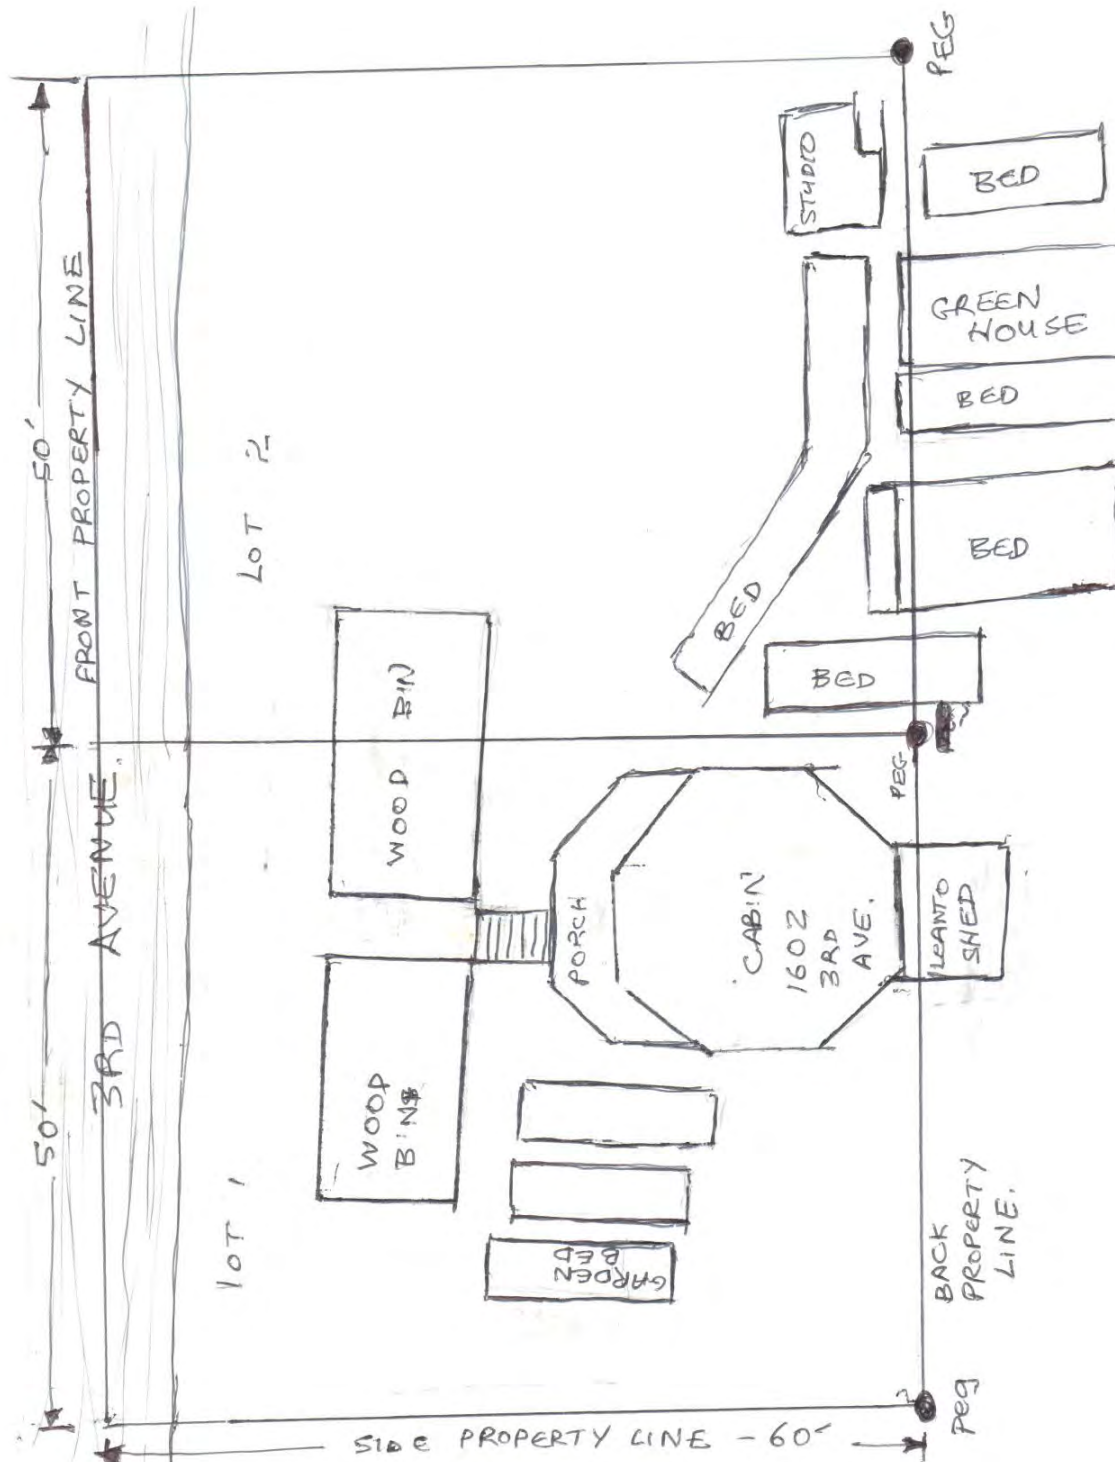 PEG
STUDIO
BED
GREEN
HOUSE
BED
BED
BED
BED
50'
FRONT PROPERTY LINE
LOT 2
WOOD BIN
PEG
3RD AVENUE.
PORCH
CABIN
1602
3RD
AVE.
LEANTO
SHED
50'
LOT 1
WOOD
BINS
GARDEN
BED
BACK
PROPERTY
LINE.
Peg
SIDE PROPERTY LINE - 60'